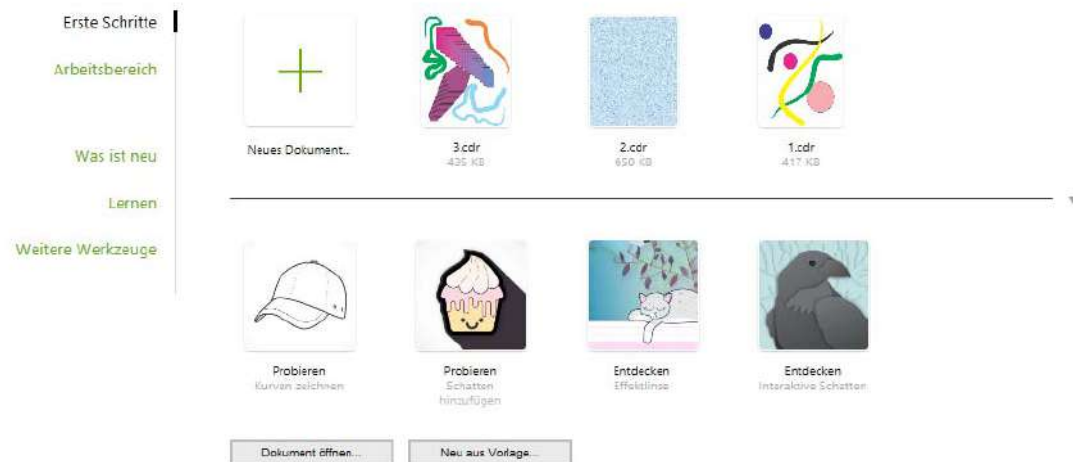 Erste Schritte
Arbeitsbereich
Was ist neu
Lernen
Weitere Werkzeuge
Neues Dokument...
3.cdr
435 KB
2.cdr
650 KB
1.cdr
417 KB
Probieren
Kurven zeichnen
Probieren
Schatten
hinzufügen
Entdecken
Effektlinse
Entdecken
Interaktive Schatten
Dokument öffnen...
Neu aus Vorlage...